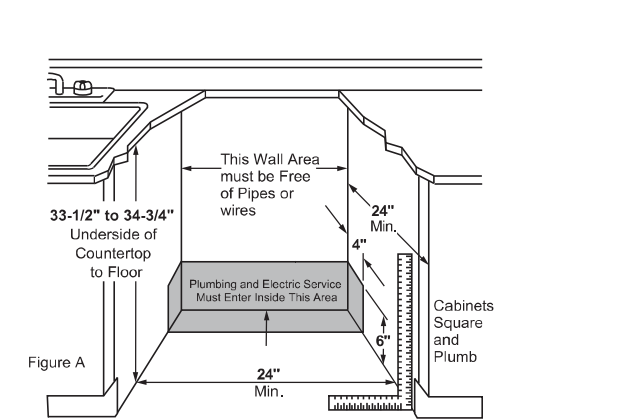 This Wall Area
must be Free
of Pipes or
wires
33-1/2" to 34-3/4"
Underside of
Countertop
to Floor
24"
Min.
4"
Plumbing and Electric Service
Must Enter Inside This Area
Cabinets
Square
and
Plumb
6"
Figure A
24"
Min.